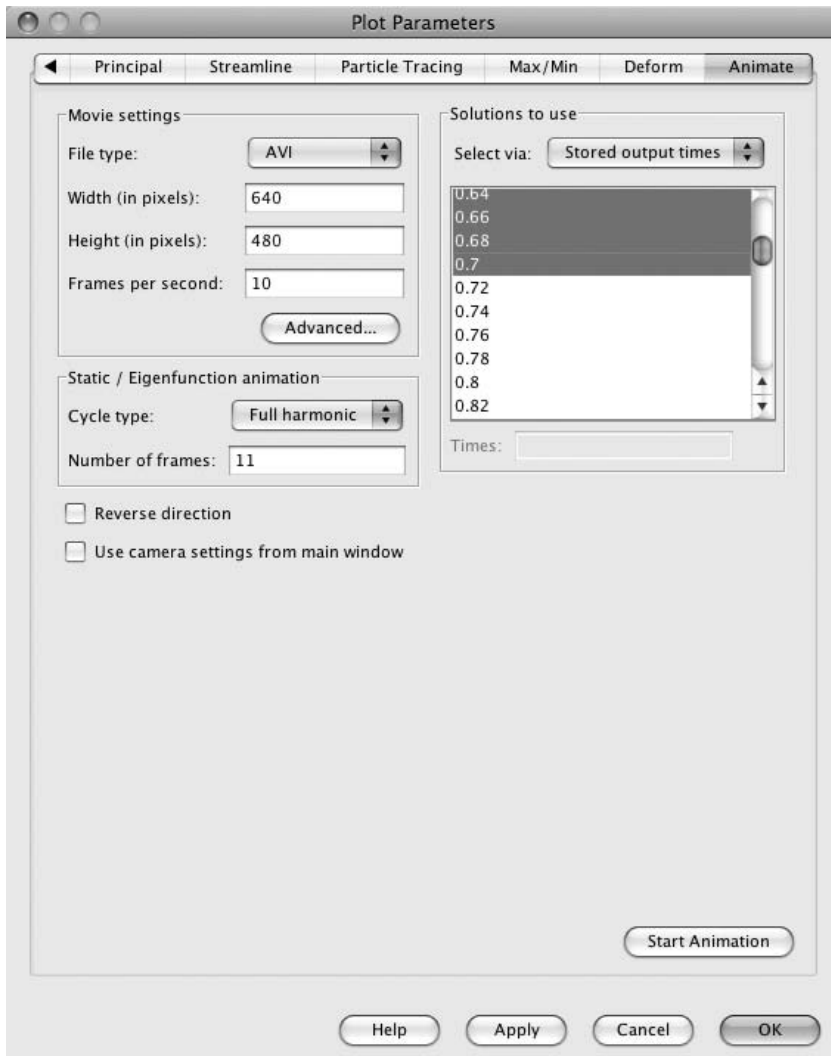 Plot Parameters
Principal
Streamline
Particle Tracing
Max/Min
Deform
Animate
Movie settings
File type:
AVI
Width (in pixels):
640
Height (in pixels):
480
Frames per second:
10
Advanced...
Static / Eigenfunction animation
Cycle type:
Full harmonic
Number of frames:
11
Reverse direction
Use camera settings from main window
Solutions to use
Select via:
Stored output times
0.64
0.66
0.68
0.7
0.72
0.74
0.76
0.78
0.8
0.82
Times:
Start Animation
Help
Apply
Cancel
OK